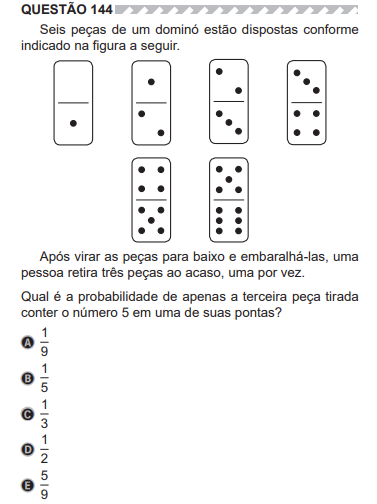 QUESTÃO 144
Seis peças de um dominó estão dispostas conforme
indicado na figura a seguir.
Após virar as peças para baixo e embaralhá-las, uma
pessoa retira três peças ao acaso, uma por vez.
Qual é a probabilidade de apenas a terceira peça tirada
conter o número 5 em uma de suas pontas?
A 1/9
B 1/5
C 1/3
D 1/2
E 5/9